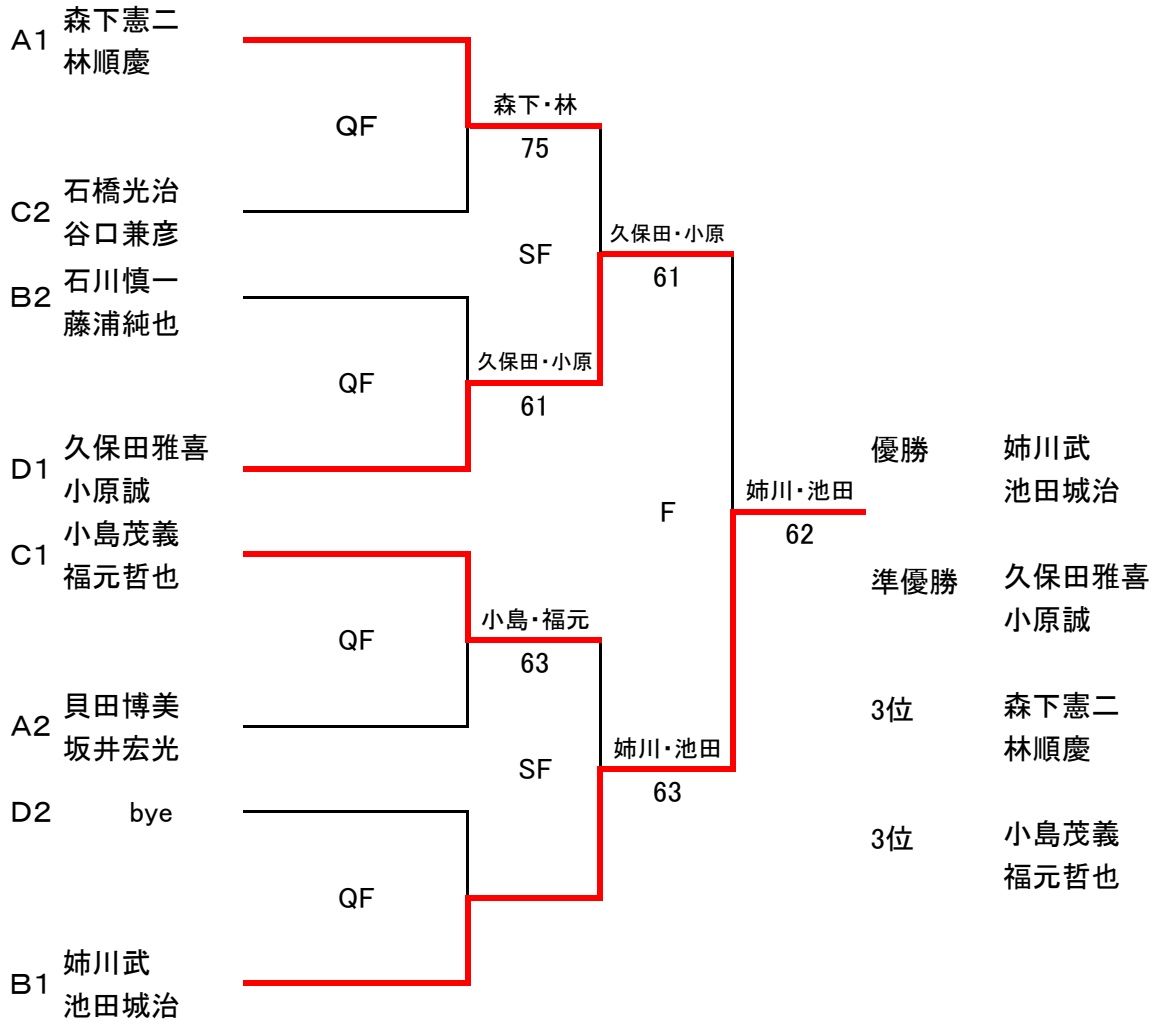 A1 森下憲二
林順慶
QF
森下・林
75
C2 石橋光治
谷口兼彦
SF
久保田・小原
61
B2 石川慎一
藤浦純也
QF
久保田・小原
61
D1 久保田雅喜
小原誠
F
姉川・池田
62
C1 小島茂義
福元哲也
QF
小島・福元
63
A2 貝田博美
坂井宏光
SF
姉川・池田
63
D2 bye
QF
B1 姉川武
池田城治
優勝 姉川武
池田城治
準優勝 久保田雅喜
小原誠
3位 森下憲二
林順慶
3位 小島茂義
福元哲也